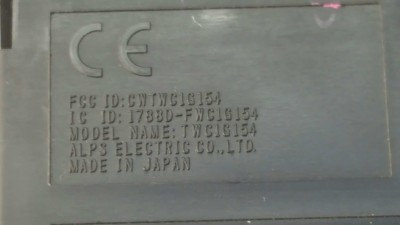 CE
FCC ID:CWTWC1G154
IC ID: 1788D-FWC1G154
MODEL NAME:TWC1G154
ALPS ELECTRIC CO.,LTD.
MADE IN JAPAN